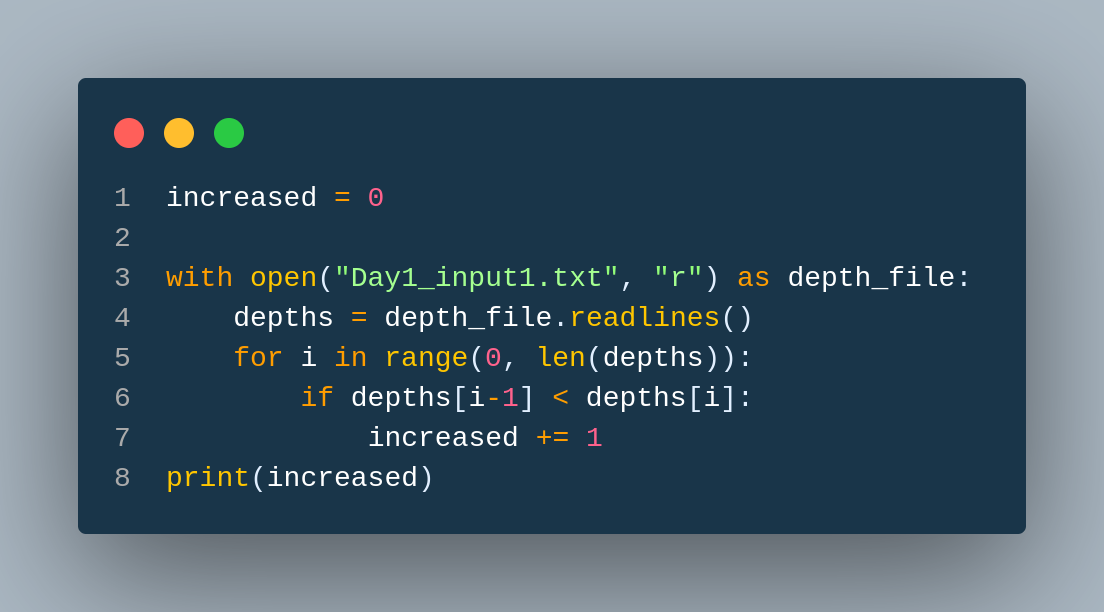 1 increased = 0
2
3 with open("Day1_input1.txt", "r") as depth_file:
4     depths = depth_file.readlines()
5     for i in range(0, len(depths)):
6         if depths[i-1] < depths[i]:
7             increased += 1
8 print(increased)